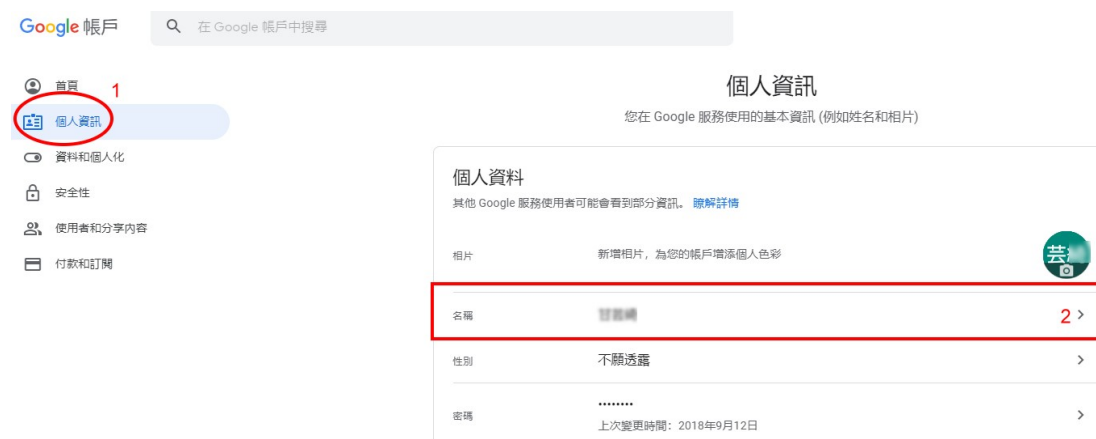 Google 帳戶
在 Google 帳戶中搜尋
首頁
1
個人資訊
資料和個人化
安全性
使用者和分享內容
付款和訂閱
個人資訊
您在 Google 服務使用的基本資訊 (例如姓名和相片)
個人資料
其他 Google 服務使用者可能會看到部分資訊。 瞭解詳情
相片 新增相片，為您的帳戶增添個人色彩
芸
名稱 2
性別 不願透露
密碼 ••••••••
上次變更時間：2018年9月12日